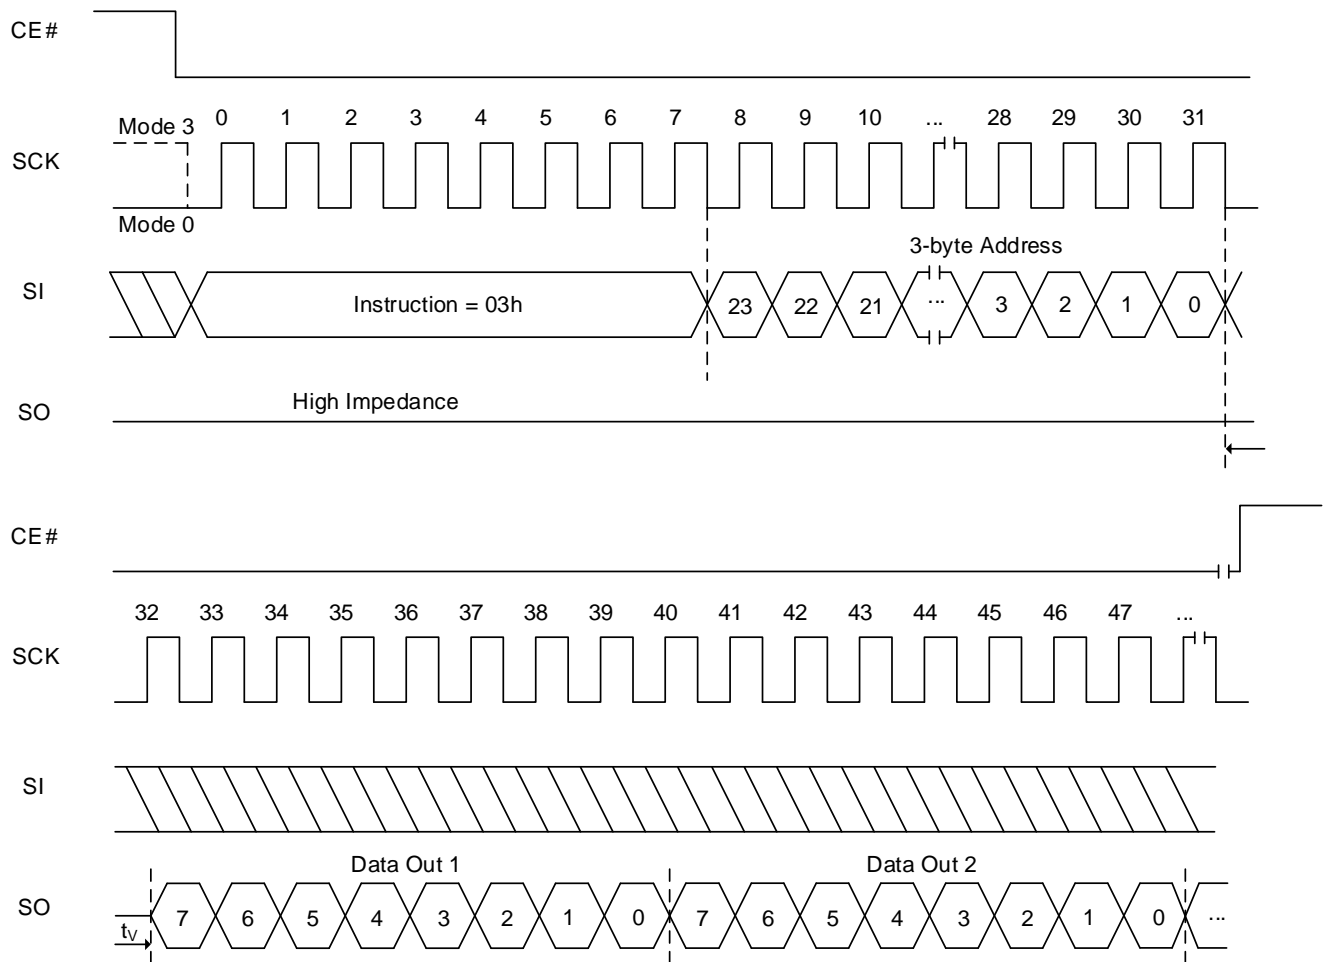 CE#
Mode 3
0 1 2 3 4 5 6 7 8 9 10 ... 28 29 30 31
SCK
Mode 0
3-byte Address
SI
Instruction = 03h
23 22 21 ... 3 2 1 0
High Impedance
SO
CE#
32 33 34 35 36 37 38 39 40 41 42 43 44 45 46 47 ...
SCK
SI
Data Out 1 Data Out 2
SO
7 6 5 4 3 2 1 0 7 6 5 4 3 2 1 0 ...
tV